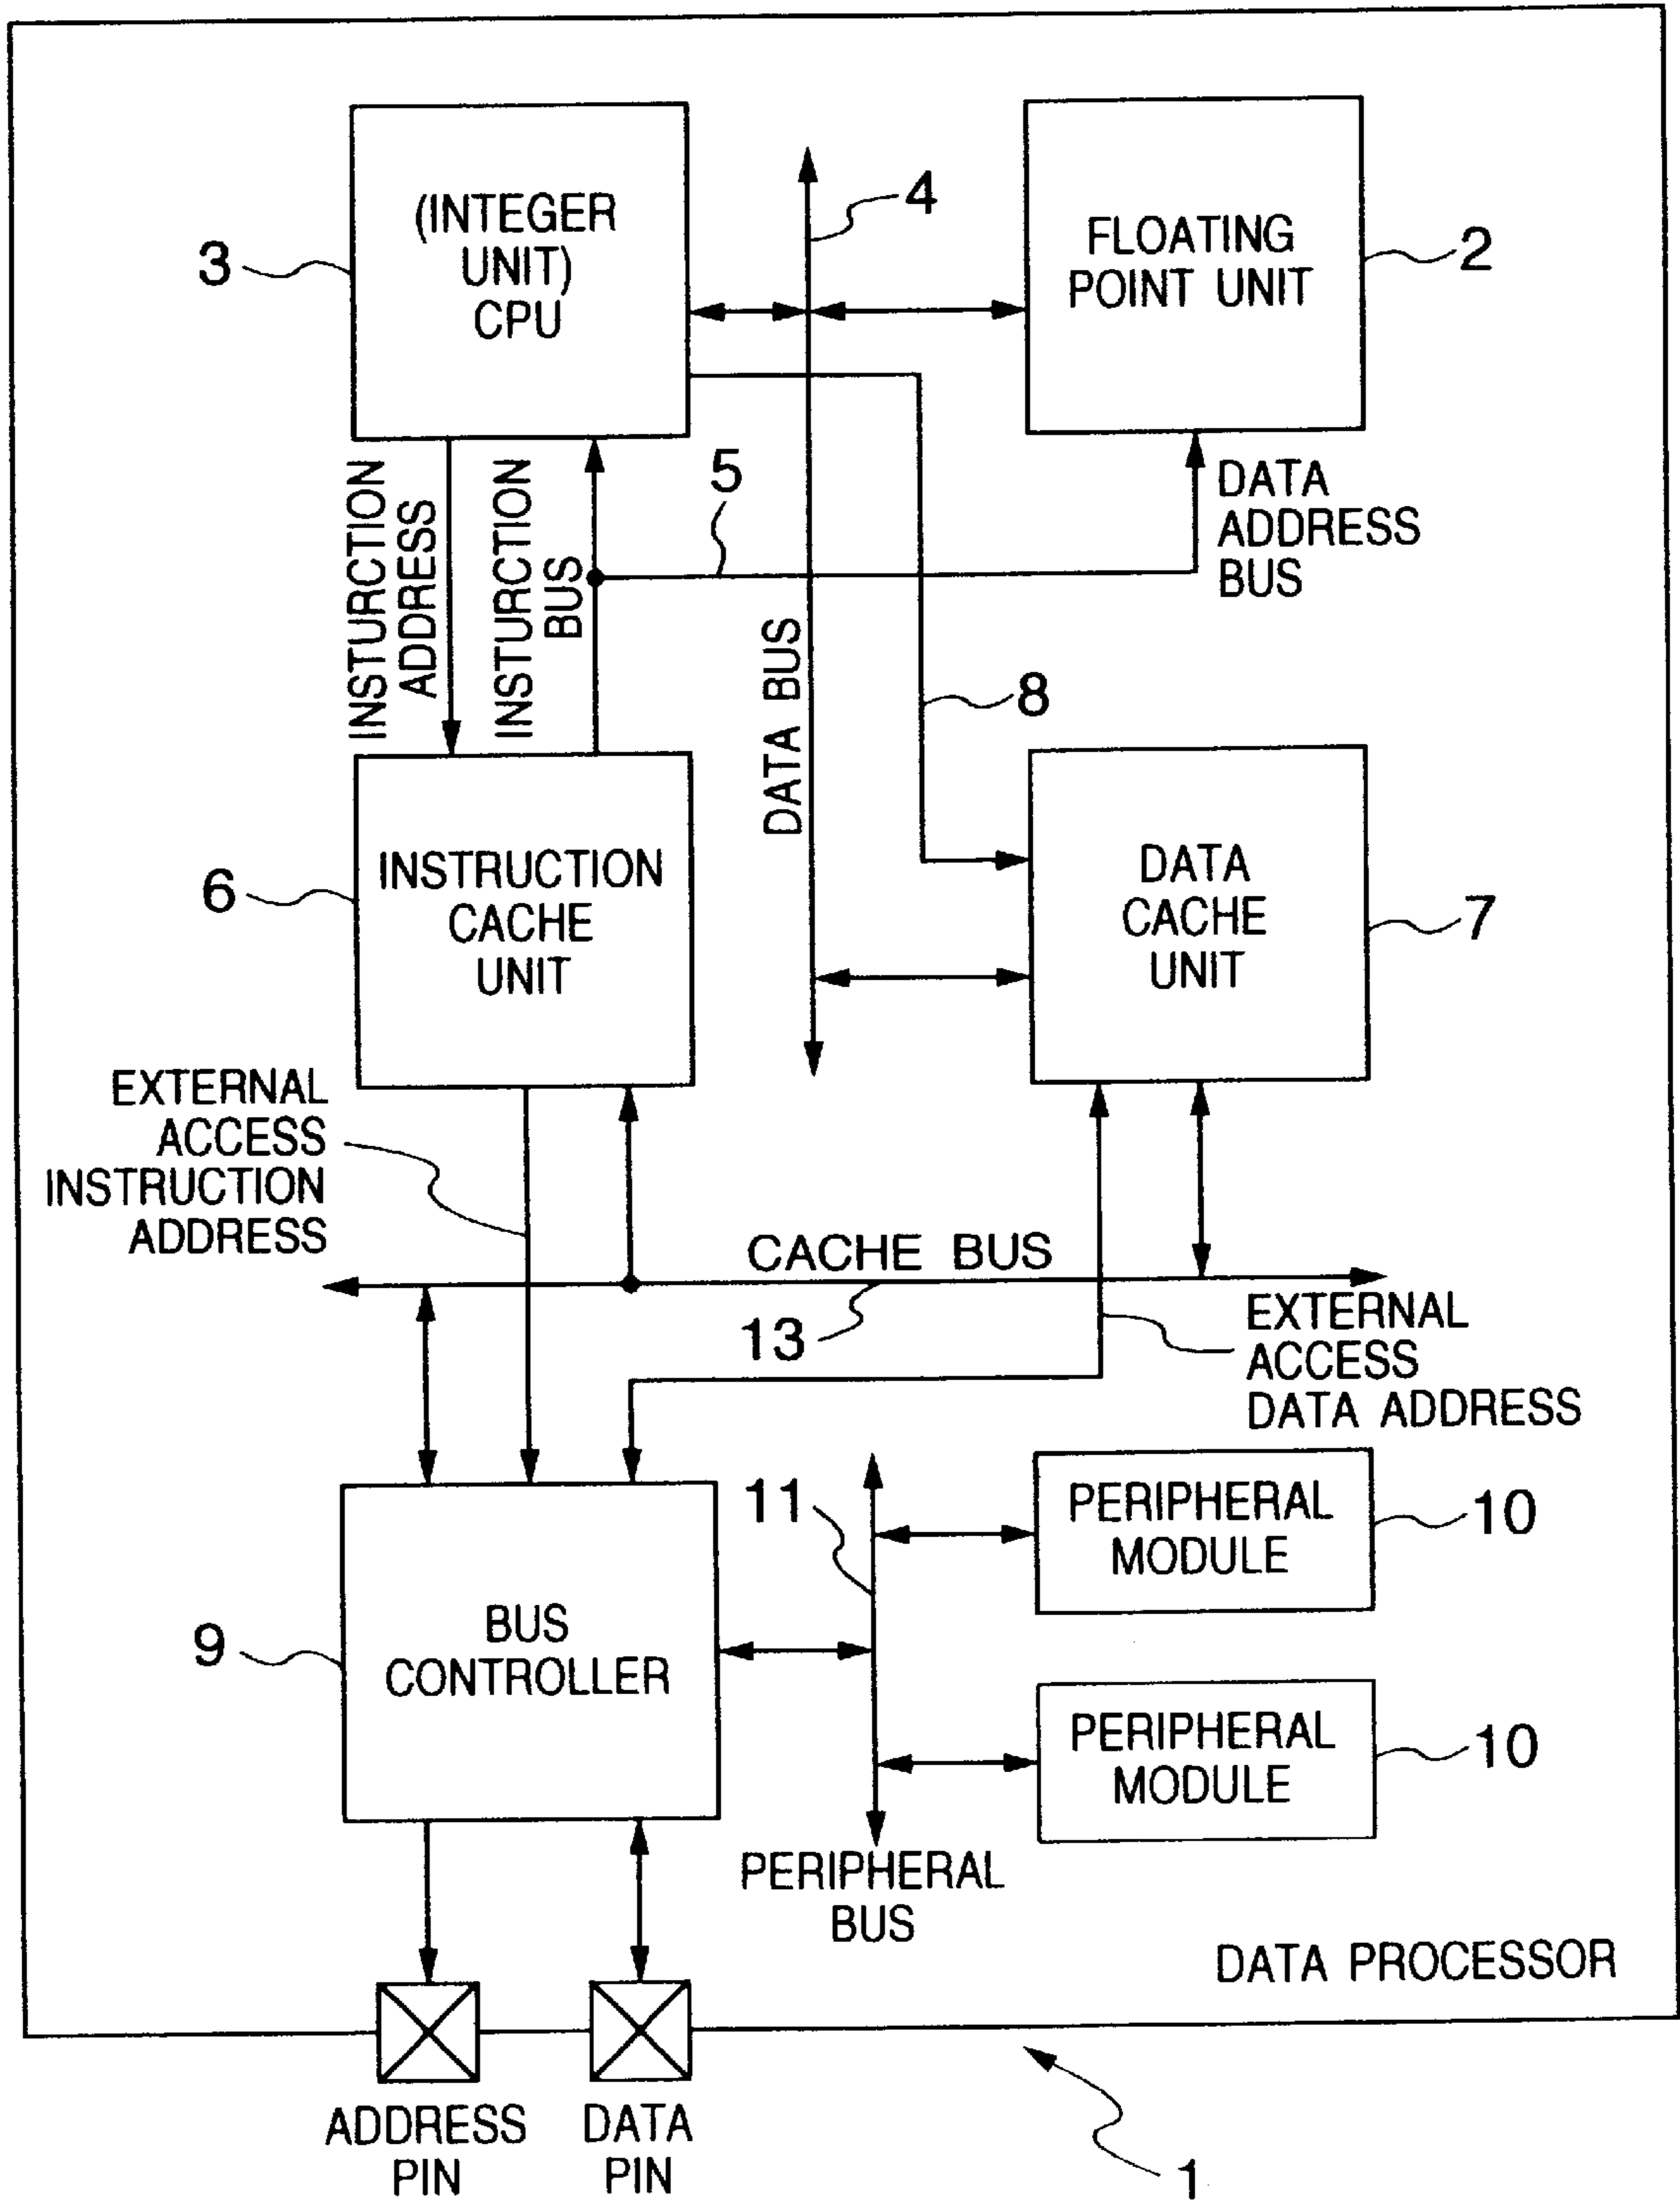 (INTEGER
UNIT)
CPU
3
4
FLOATING
POINT UNIT
2
INSTURCTION
ADDRESS
INSTURCTION
BUS
5
DATA
ADDRESS
BUS
DATA BUS
8
6
INSTRUCTION
CACHE
UNIT
DATA
CACHE
UNIT
7
EXTERNAL
ACCESS
INSTRUCTION
ADDRESS
CACHE BUS
13
EXTERNAL
ACCESS
DATA ADDRESS
11
PERIPHERAL
MODULE
10
9
BUS
CONTROLLER
PERIPHERAL
MODULE
10
PERIPHERAL
BUS
DATA PROCESSOR
ADDRESS
PIN
DATA
PIN
1